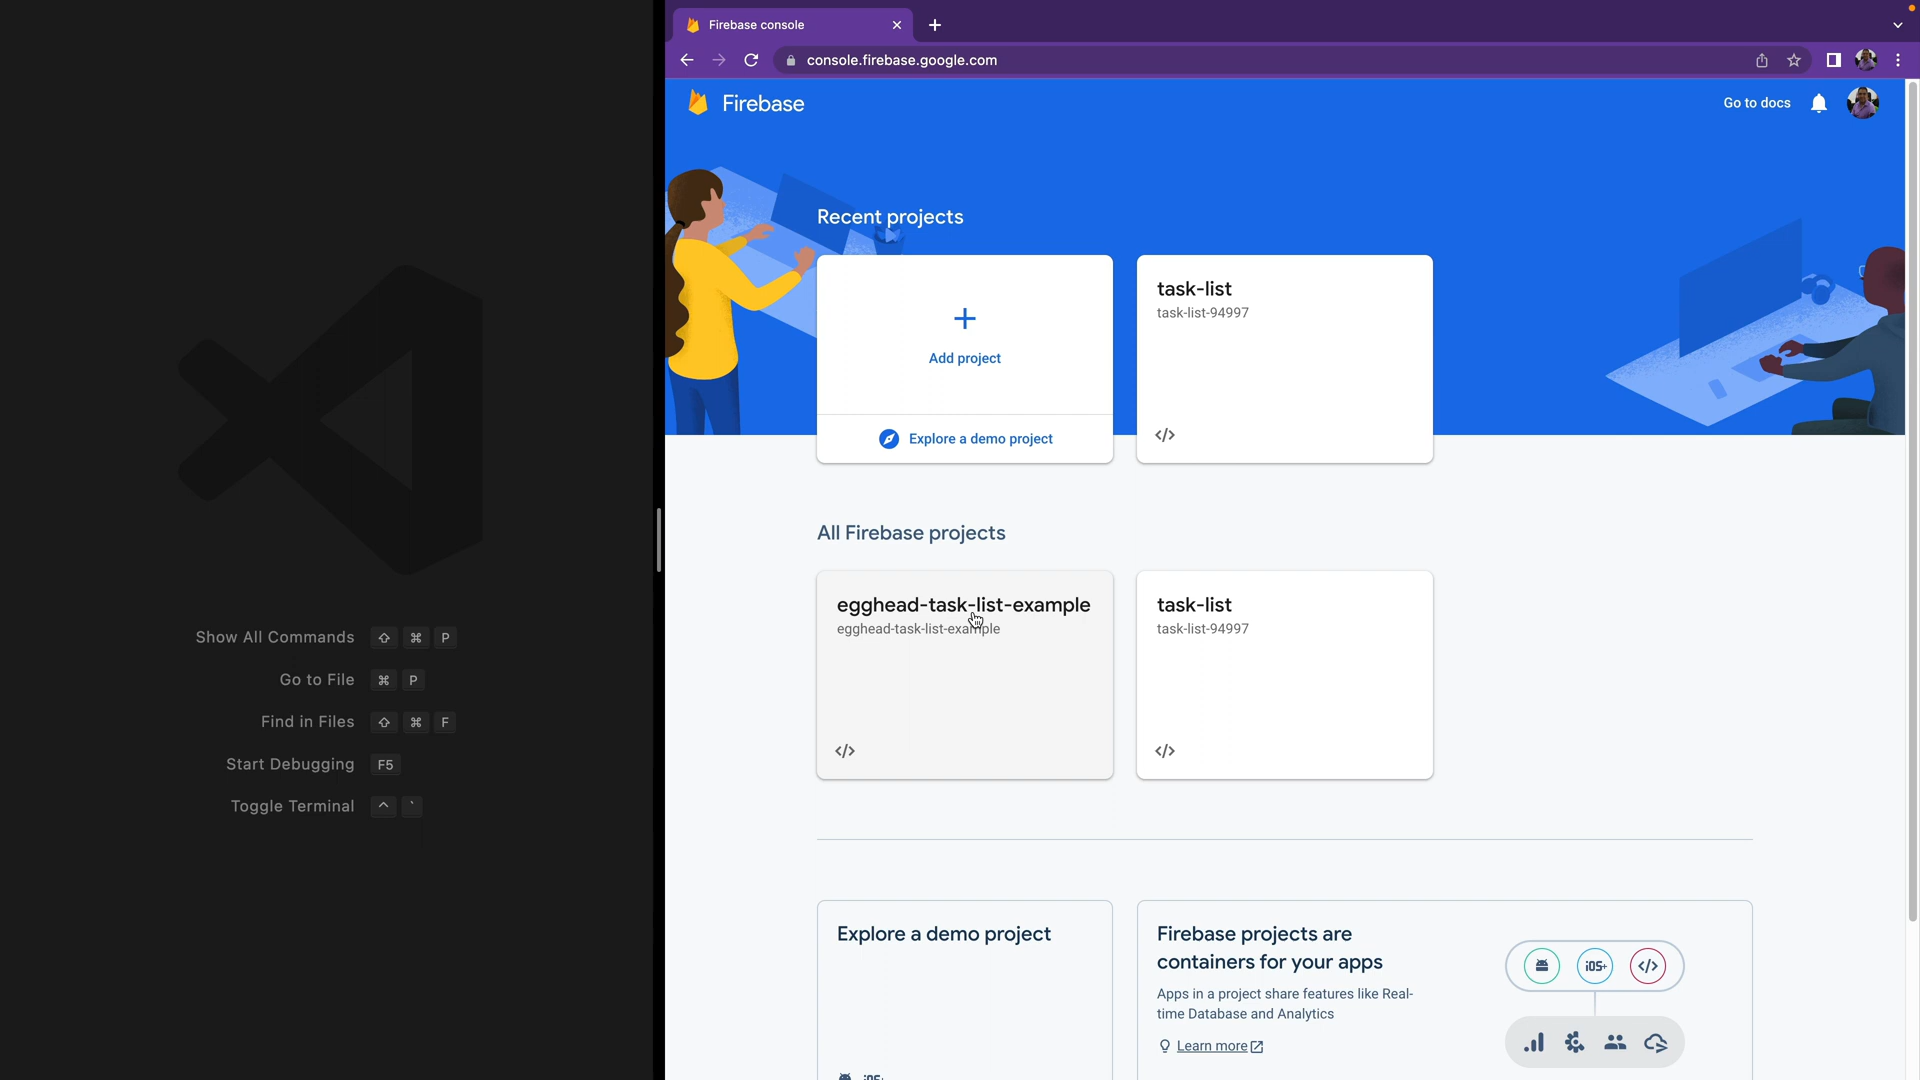 Show All Commands ⇧ ⌘ P
Go to File ⌘ P
Find in Files ⇧ ⌘ F
Start Debugging F5
Toggle Terminal ^ `
Firebase console
console.firebase.google.com
Firebase
Go to docs
Recent projects
Add project
Explore a demo project
task-list
task-list-94997
</>
All Firebase projects
egghead-task-list-example
egghead-task-list-example
</>
task-list
task-list-94997
</>
Explore a demo project
Firebase projects are
containers for your apps
Apps in a project share features like Real-
time Database and Analytics
Learn more
iOS+
</>